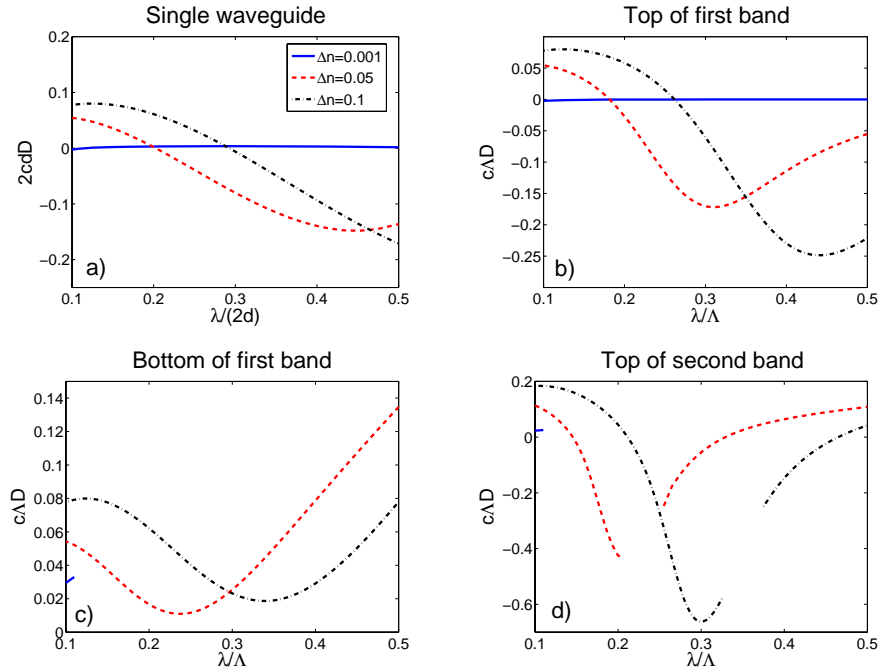 Single waveguide
Δn=0.001
Δn=0.05
Δn=0.1
2cdD
0.2
0.1
0
−0.1
−0.2
a)
0.1
0.2
0.3
0.4
0.5
λ/(2d)
Top of first band
cΛD
0.05
0
−0.05
−0.1
−0.15
−0.2
−0.25
b)
0.1
0.2
0.3
0.4
0.5
λ/Λ
Bottom of first band
cΛD
0.14
0.12
0.1
0.08
0.06
0.04
0.02
0
c)
0.1
0.2
0.3
0.4
0.5
λ/Λ
Top of second band
cΛD
0.2
0
−0.2
−0.4
−0.6
d)
0.1
0.2
0.3
0.4
0.5
λ/Λ